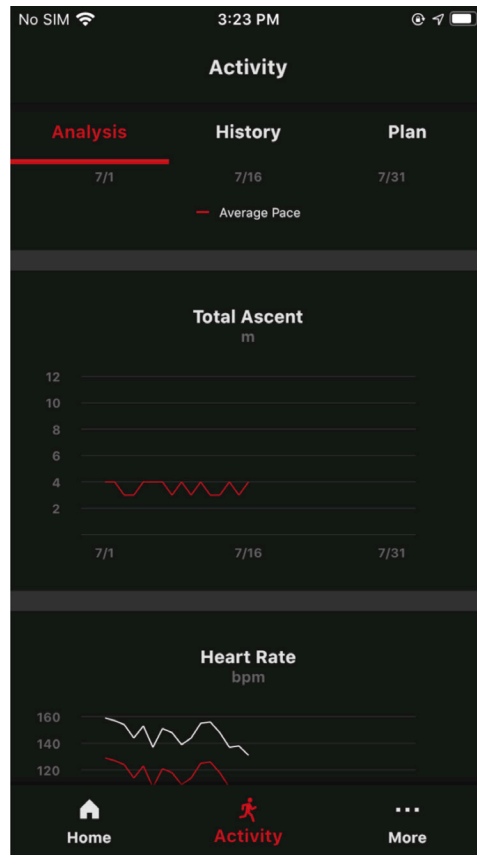 No SIM 3:23 PM
Activity
Analysis History Plan
7/1 7/16 7/31
Average Pace
Total Ascent
m
12
10
8
6
4
2
7/1 7/16 7/31
Heart Rate
bpm
160
140
120
Home Activity More